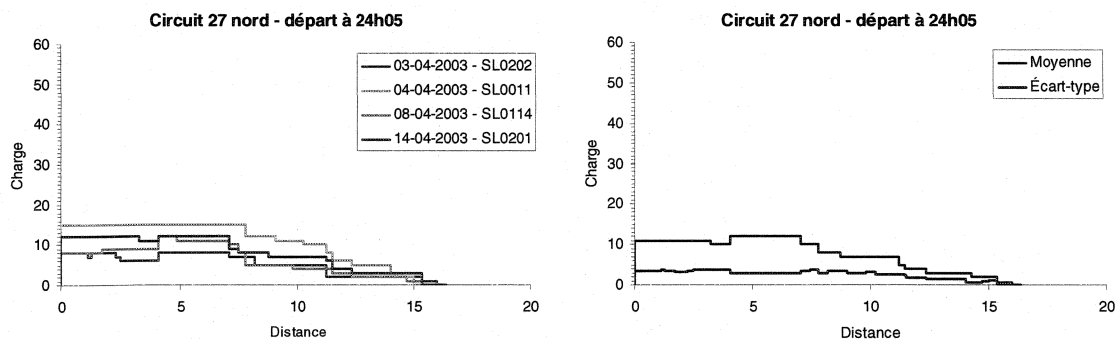 Circuit 27 nord - départ à 24h05
60
50
40
30
20
10
0
Charge
03-04-2003 - SL0202
04-04-2003 - SL0011
08-04-2003 - SL0114
14-04-2003 - SL0201
0 5 10 15 20
Distance
Circuit 27 nord - départ à 24h05
60
50
40
30
20
10
0
Charge
Moyenne
Écart-type
0 5 10 15 20
Distance